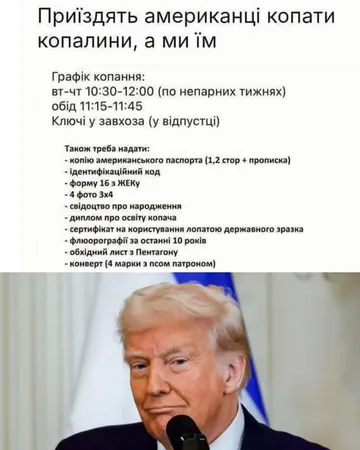 Приїздять американці копати
копалини, а ми їм
Графік копання:
вт-чт 10:30-12:00 (по непарних тижнях)
обід 11:15-11:45
Ключі у завхоза (у відпустці)
Також треба надати:
- копію американського паспорта (1,2 стор + прописка)
- ідентифікаційний код
- форму 16 з ЖЕКу
- 4 фото 3х4
- свідоцтво про народження
- диплом про освіту копача
- сертифікат на користування лопатою державного зразка
- флюорографії за останні 10 років
- обхідний лист з Пентагону
- конверт (4 марки з псом патроном)